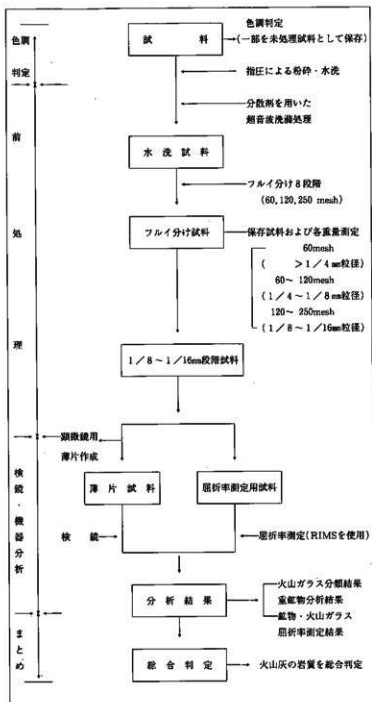 色調
判定
試料
色調判定
(一部を未処理試料として保存)
指圧による粉砕・水洗
分散剤を用いた
超音波洗滌処理
前処理
水洗試料
フルイ分け8段階
(60,120,250 mesh)
フルイ分け試料
保存試料および各重量測定
60mesh
( >1/4㎜粒径)
60~120mesh
(1/4~1/8㎜粒径)
120~250mesh
(1/8~1/16㎜粒径)
1/8~1/16㎜段階試料
顕微鏡用
薄片作成
検鏡・機器分析
薄片試料
屈折率測定用試料
検鏡
屈折率測定(RIMSを使用)
分析結果
火山ガラス分類結果
重鉱物分析結果
鉱物・火山ガラス
屈折率測定結果
まとめ
総合判定
火山灰の岩質を総合判定